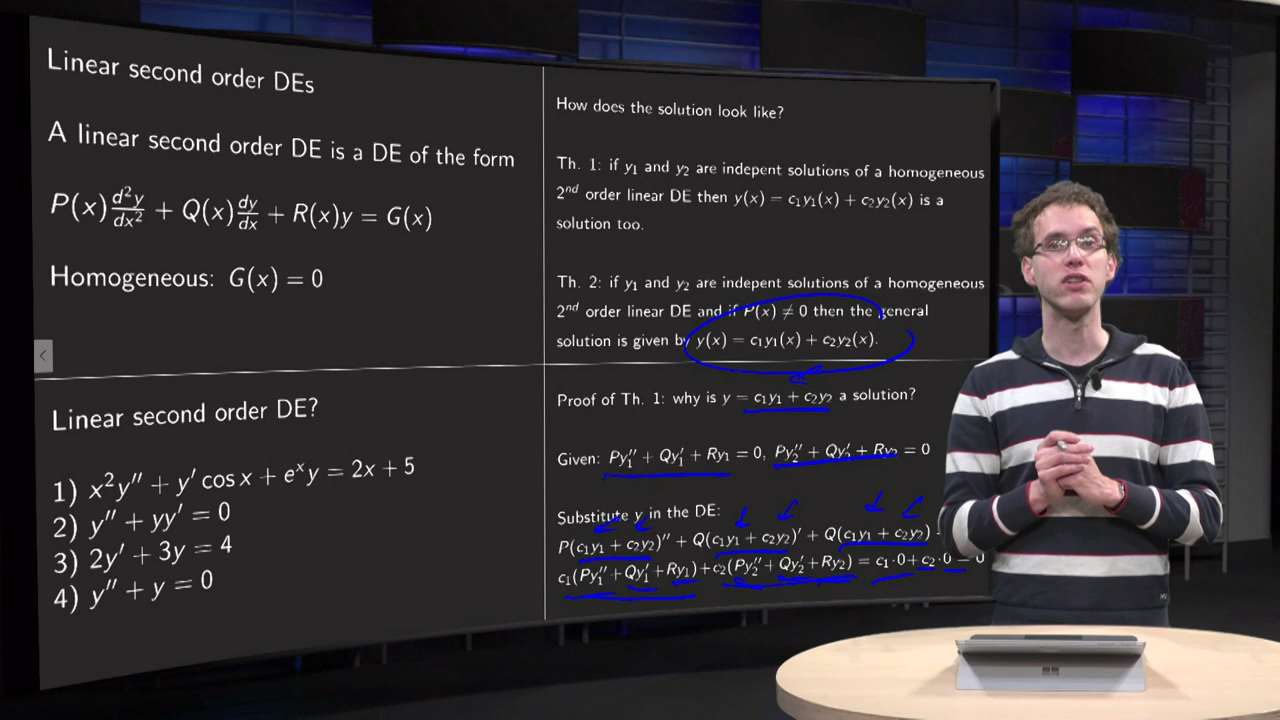 Linear second order DEs
A linear second order DE is a DE of the form
P(x) d²y/dx² + Q(x) dy/dx + R(x)y = G(x)
Homogeneous: G(x) = 0
Linear second order DE?
1) x²y″ + y′ cos x + eˣy = 2x + 5
2) y″ + yy′ = 0
3) 2y′ + 3y = 4
4) y″ + y = 0
How does the solution look like?
Th. 1: if y₁ and y₂ are indepent solutions of a homogeneous
2ⁿᵈ order linear DE then y(x) = c₁y₁(x) + c₂y₂(x) is a
solution too.
Th. 2: if y₁ and y₂ are indepent solutions of a homogeneous
2ⁿᵈ order linear DE and if P(x) ≠ 0 then the general
solution is given by y(x) = c₁y₁(x) + c₂y₂(x).
Proof of Th. 1: why is y = c₁y₁ + c₂y₂ a solution?
Given: Py₁″ + Qy₁′ + Ry₁ = 0, Py₂″ + Qy₂′ + Ry₂ = 0
Substitute y in the DE:
P(c₁y₁ + c₂y₂)″ + Q(c₁y₁ + c₂y₂)′ + Q(c₁y₁ + c₂y₂)
c₁(Py₁″ + Qy₁′ + Ry₁)+c₂(Py₂″ + Qy₂′ + Ry₂) = c₁·0+ c₂·0 = 0